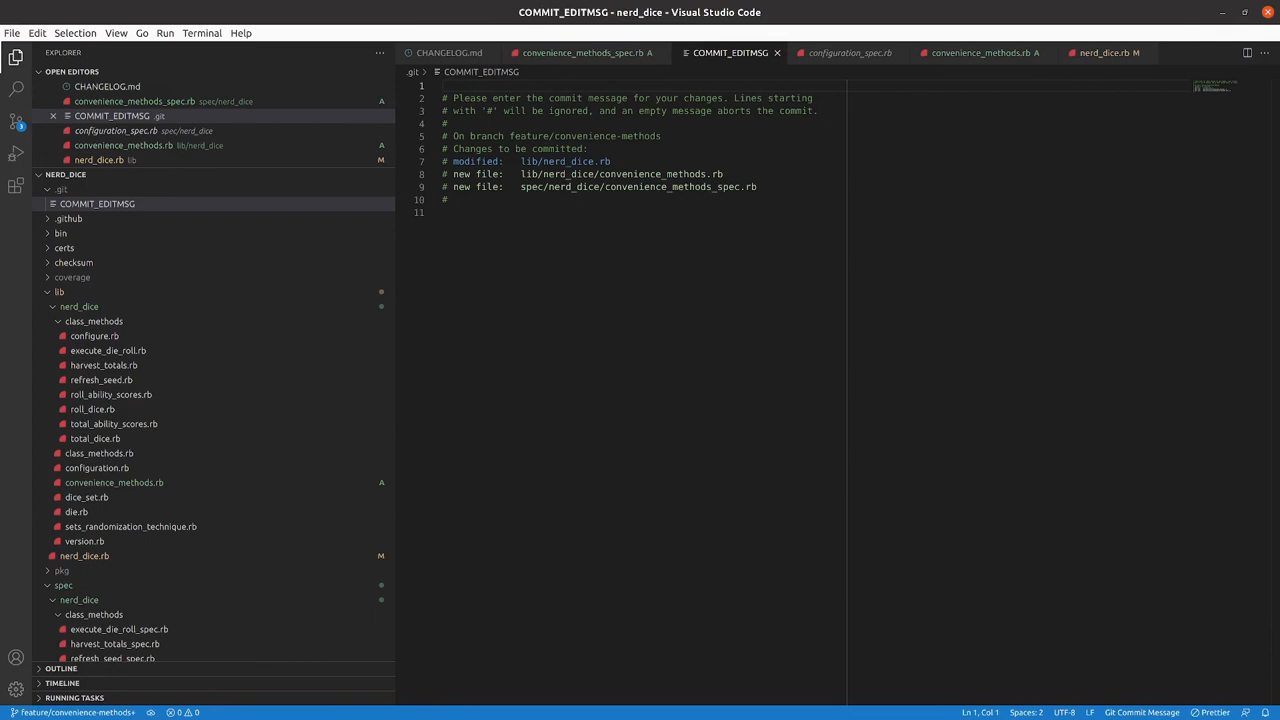 COMMIT_EDITMSG - nerd_dice - Visual Studio Code
File Edit Selection View Go Run Terminal Help
EXPLORER
OPEN EDITORS
CHANGELOG.md
convenience_methods_spec.rb spec/nerd_dice A
COMMIT_EDITMSG .git
configuration_spec.rb spec/nerd_dice
convenience_methods.rb lib/nerd_dice A
nerd_dice.rb lib M
NERD_DICE
.git
COMMIT_EDITMSG
.github
bin
certs
checksum
coverage
lib
nerd_dice
class_methods
configure.rb
execute_die_roll.rb
harvest_totals.rb
refresh_seed.rb
roll_ability_scores.rb
roll_dice.rb
total_ability_scores.rb
total_dice.rb
class_methods.rb
configuration.rb
convenience_methods.rb A
dice_set.rb
die.rb
sets_randomization_technique.rb
version.rb
nerd_dice.rb M
pkg
spec
nerd_dice
class_methods
execute_die_roll_spec.rb
harvest_totals_spec.rb
refresh_seed_spec.rb
OUTLINE
TIMELINE
RUNNING TASKS
3
CHANGELOG.md convenience_methods_spec.rb A COMMIT_EDITMSG configuration_spec.rb convenience_methods.rb A nerd_dice.rb M
.git COMMIT_EDITMSG
1
2 # Please enter the commit message for your changes. Lines starting
3 # with '#' will be ignored, and an empty message aborts the commit.
4 #
5 # On branch feature/convenience-methods
6 # Changes to be committed:
7 # modified: lib/nerd_dice.rb
8 # new file: lib/nerd_dice/convenience_methods.rb
9 # new file: spec/nerd_dice/convenience_methods_spec.rb
10 #
11
feature/convenience-methods+ 0 0 Ln 1, Col 1 Spaces: 2 UTF-8 LF Git Commit Message Prettier